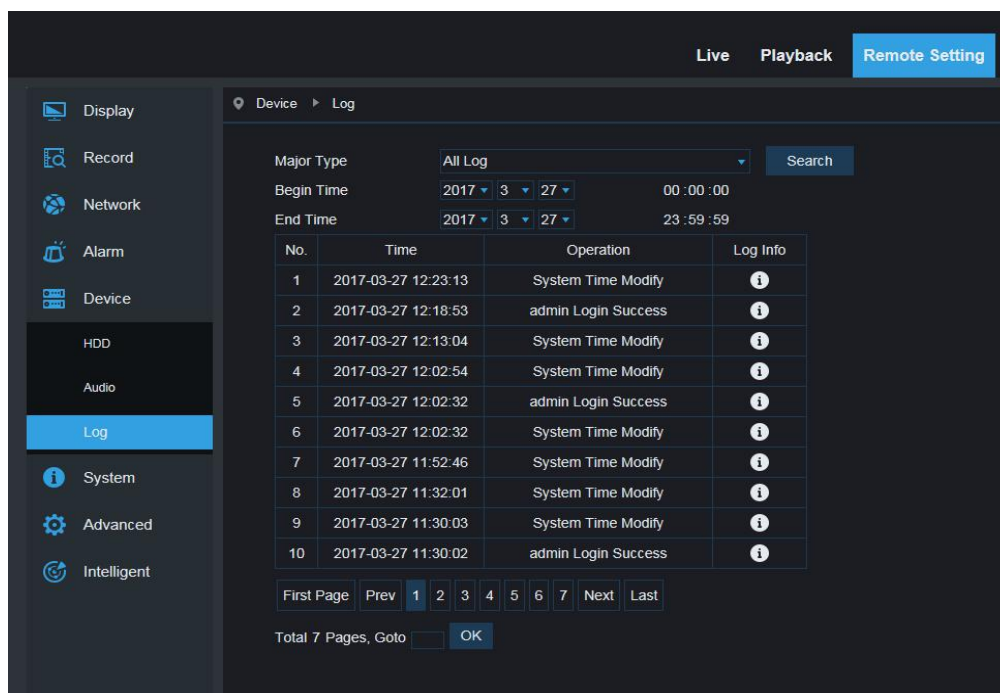 Live Playback Remote Setting
Display
Record
Network
Alarm
Device
HDD
Audio
Log
System
Advanced
Intelligent
Device Log
Major Type All Log Search
Begin Time 2017 3 27 00 :00 :00
End Time 2017 3 27 23 :59 :59
No. Time Operation Log Info
1 2017-03-27 12:23:13 System Time Modify
2 2017-03-27 12:18:53 admin Login Success
3 2017-03-27 12:13:04 System Time Modify
4 2017-03-27 12:02:54 System Time Modify
5 2017-03-27 12:02:32 admin Login Success
6 2017-03-27 12:02:32 System Time Modify
7 2017-03-27 11:52:46 System Time Modify
8 2017-03-27 11:32:01 System Time Modify
9 2017-03-27 11:30:03 System Time Modify
10 2017-03-27 11:30:02 admin Login Success
First Page Prev 1 2 3 4 5 6 7 Next Last
Total 7 Pages, Goto OK